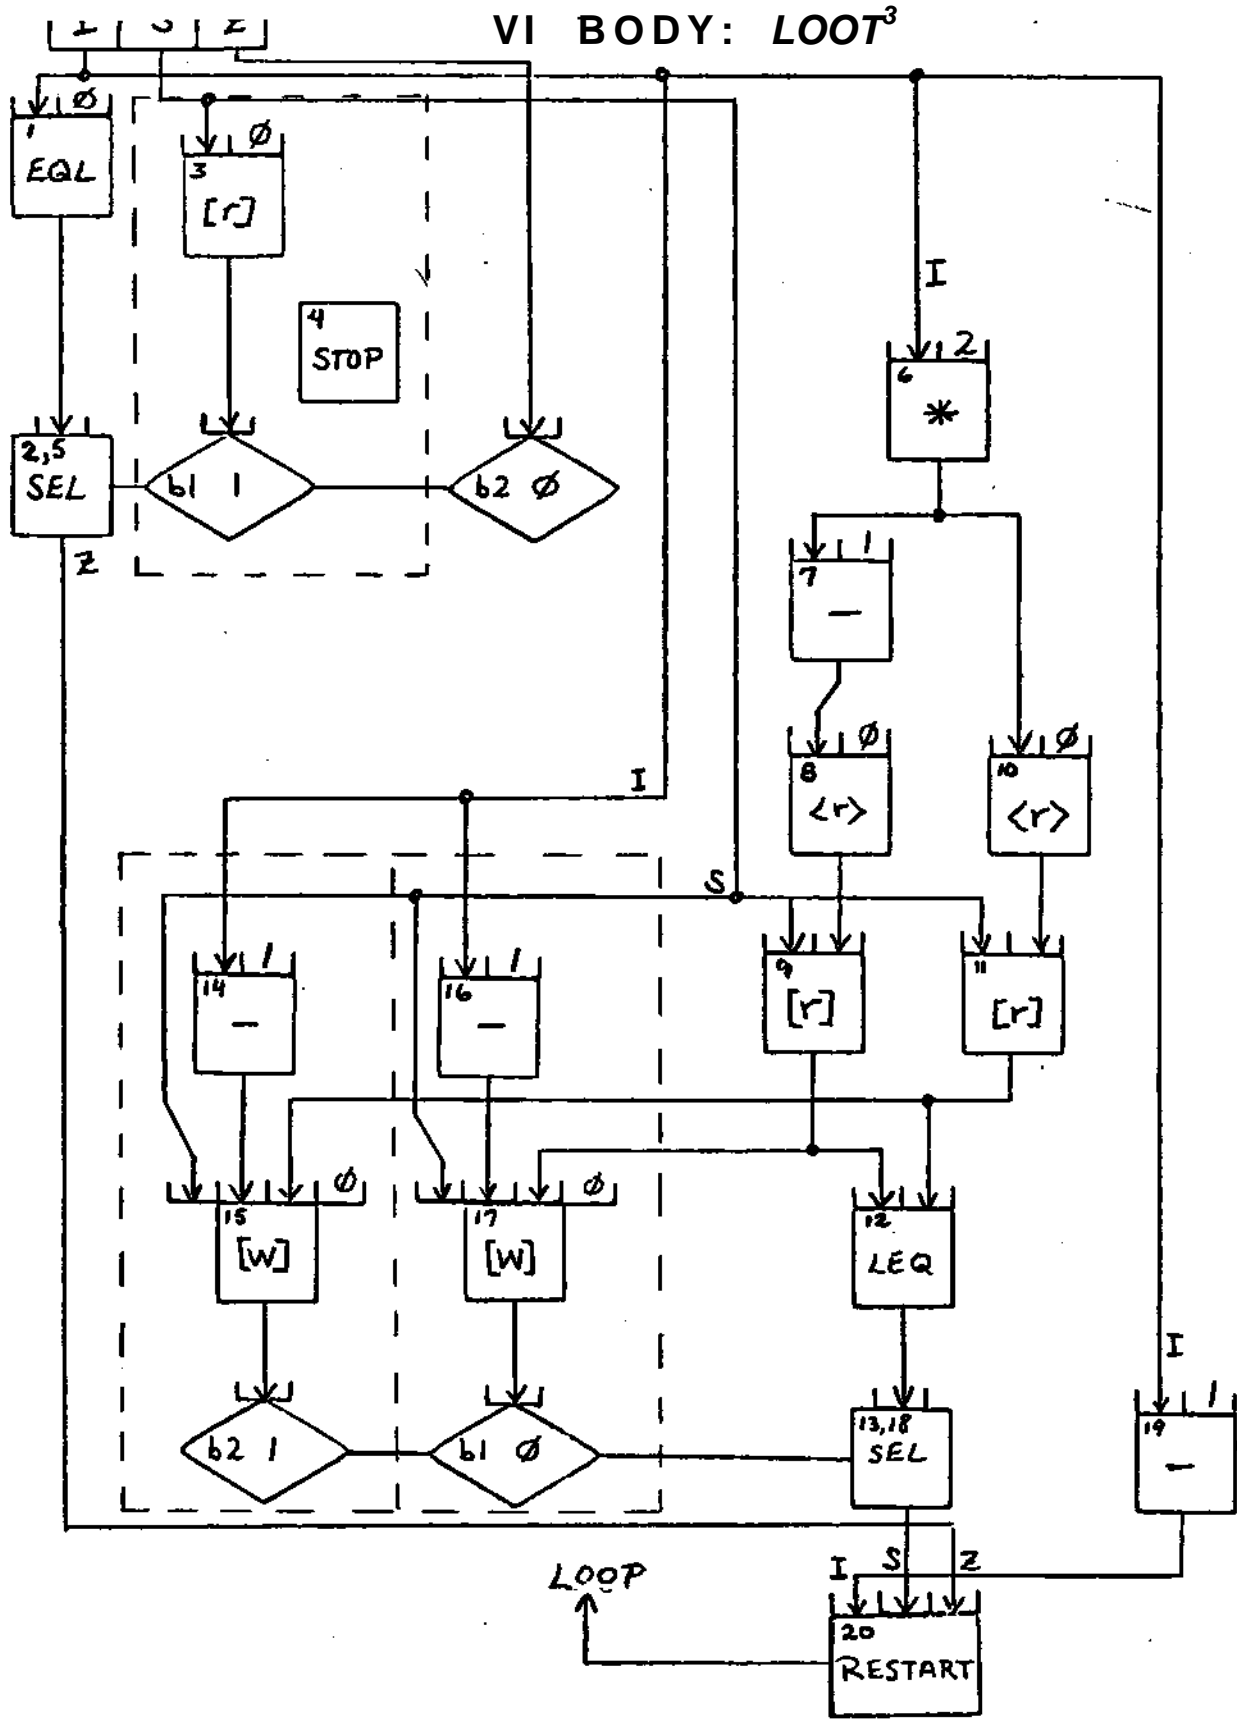 VI BODY: LOOT³
I S Z
Ø
1
EQL
Ø
3
[r]
I
4
STOP
2
6
*
2,5
SEL
b1 1
b2 Ø
Z
1
7
—
Ø
8
<r>
Ø
10
<r>
I
S
1
14
—
1
16
—
9
[r]
11
[r]
Ø
15
[W]
Ø
17
[W]
12
LEQ
I
1
19
—
13,18
SEL
b2 1
b1 Ø
LOOP
I S Z
20
RESTART